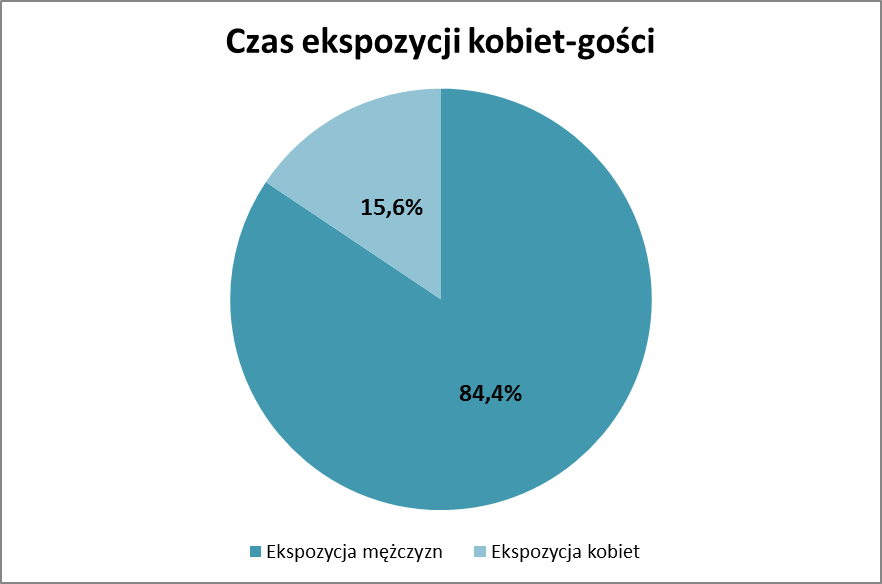 Czas ekspozycji kobiet-gości
15,6%
84,4%
Ekspozycja mężczyzn
Ekspozycja kobiet